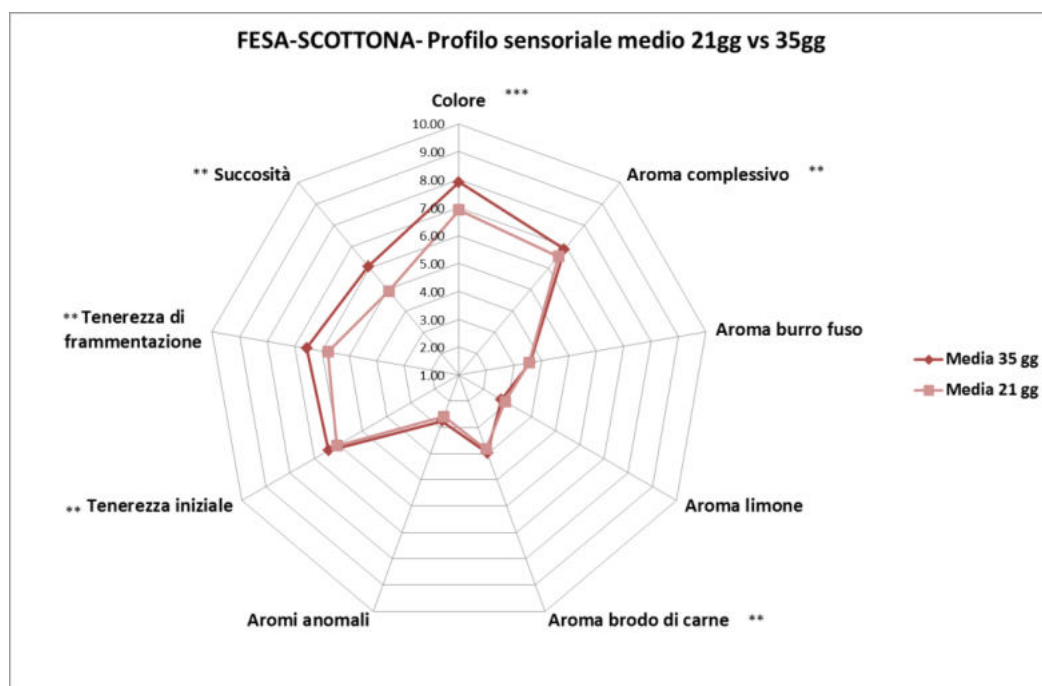 FESA-SCOTTONA- Profilo sensoriale medio 21gg vs 35gg
Colore ***
10.00
9.00
8.00
7.00
6.00
5.00
4.00
3.00
2.00
1.00
** Succosità
Aroma complessivo **
** Tenerezza di
frammentazione
Aroma burro fuso
Media 35 gg
Media 21 gg
** Tenerezza iniziale
Aroma limone
Aromi anomali
Aroma brodo di carne **